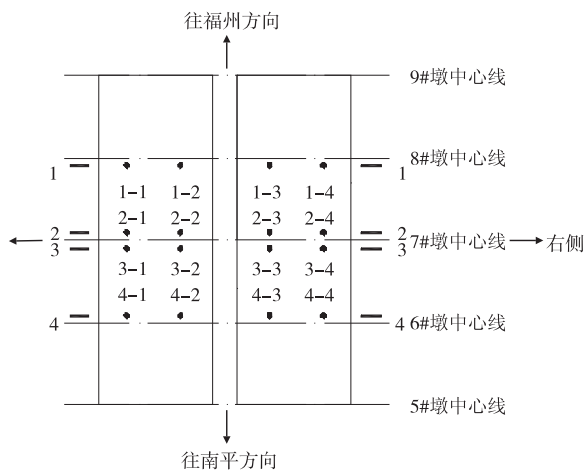 往福州方向
9#墩中心线
8#墩中心线
1 1
1-1 1-2 1-3 1-4
2-1 2-2 2-3 2-4
2 2
7#墩中心线 右侧
3 3
3-1 3-2 3-3 3-4
4-1 4-2 4-3 4-4
4 4 6#墩中心线
5#墩中心线
往南平方向